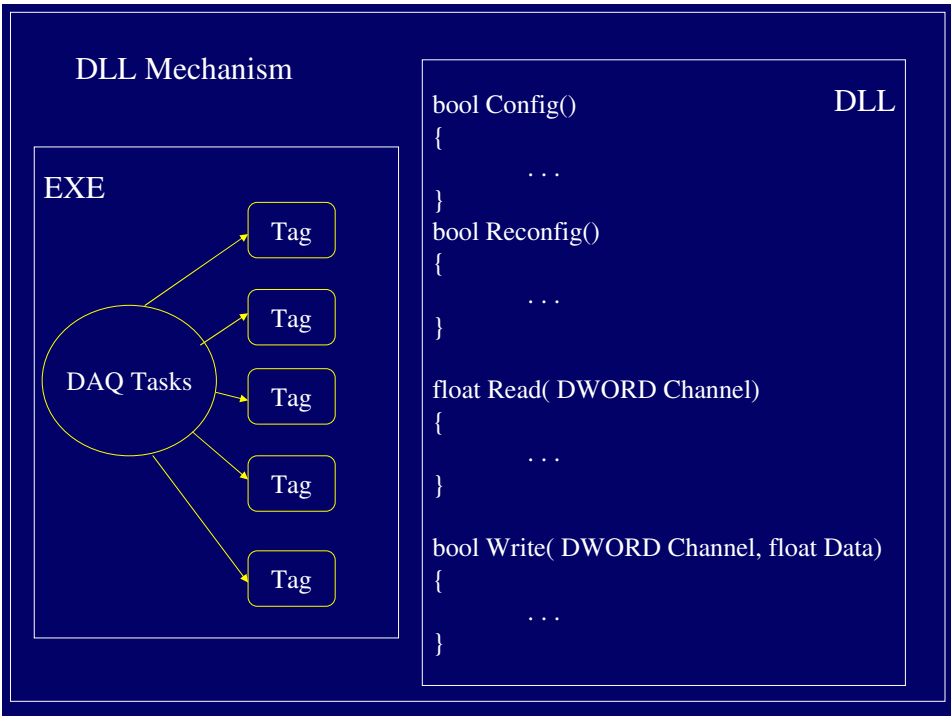 DLL Mechanism
EXE
Tag
Tag
DAQ Tasks
Tag
Tag
Tag
DLL
bool Config()
{
. . .
}
bool Reconfig()
{
. . .
}
float Read( DWORD Channel)
{
. . .
}
bool Write( DWORD Channel, float Data)
{
. . .
}